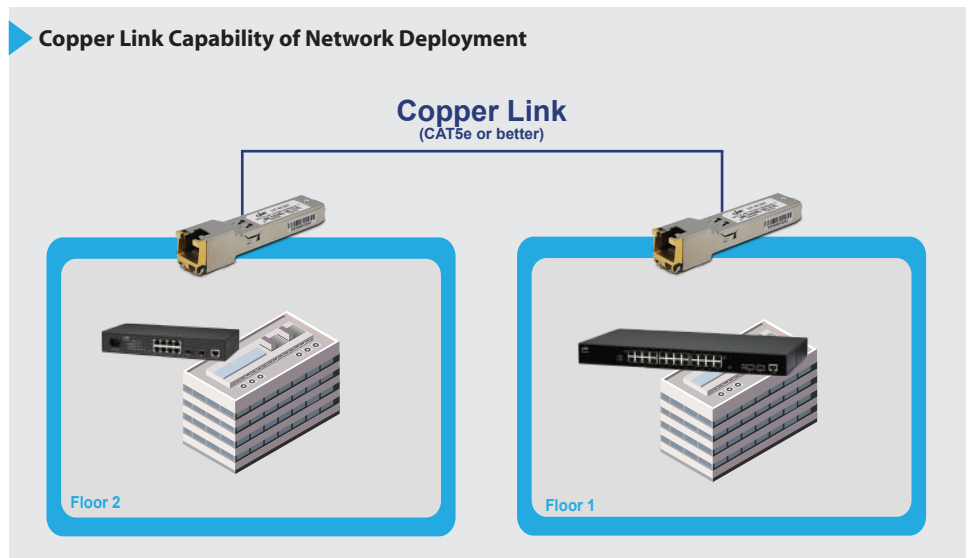 Copper Link Capability of Network Deployment
Copper Link
(CAT5e or better)
Floor 2
Floor 1